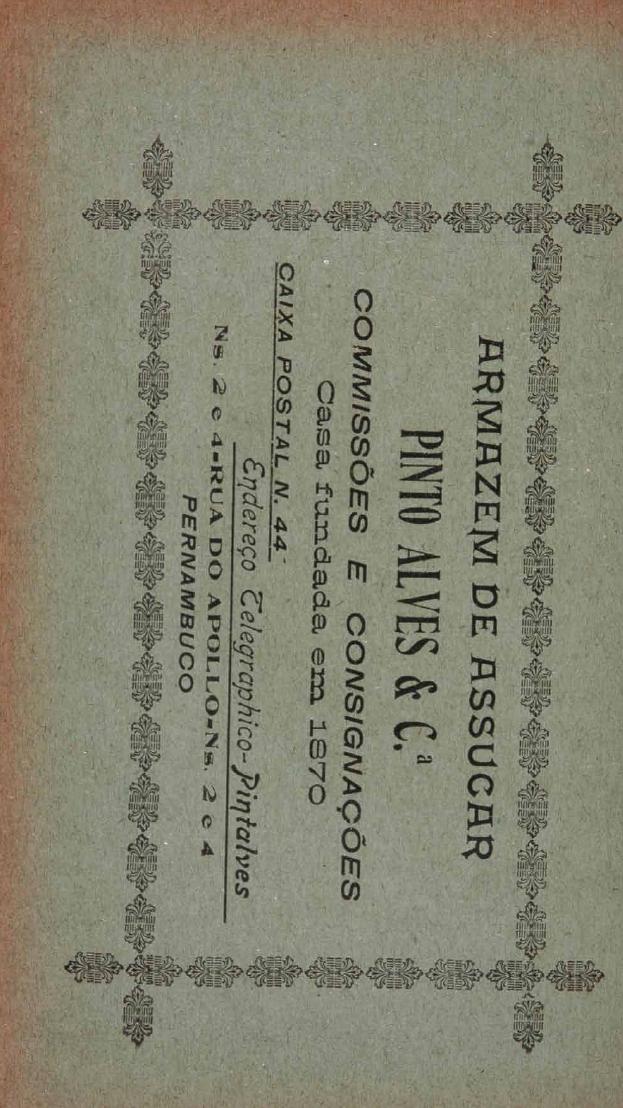 ARMAZEM DE ASSUCAR
PINTO ALVES & C.ª
COMMISSÕES E CONSIGNAÇÕES
Casa fundada em 1870
CAIXA POSTAL N. 44
Endereço Telegraphico-Pintalves
Ns. 2 e 4-RUA DO APOLLO-Ns. 2 e 4
PERNAMBUCO